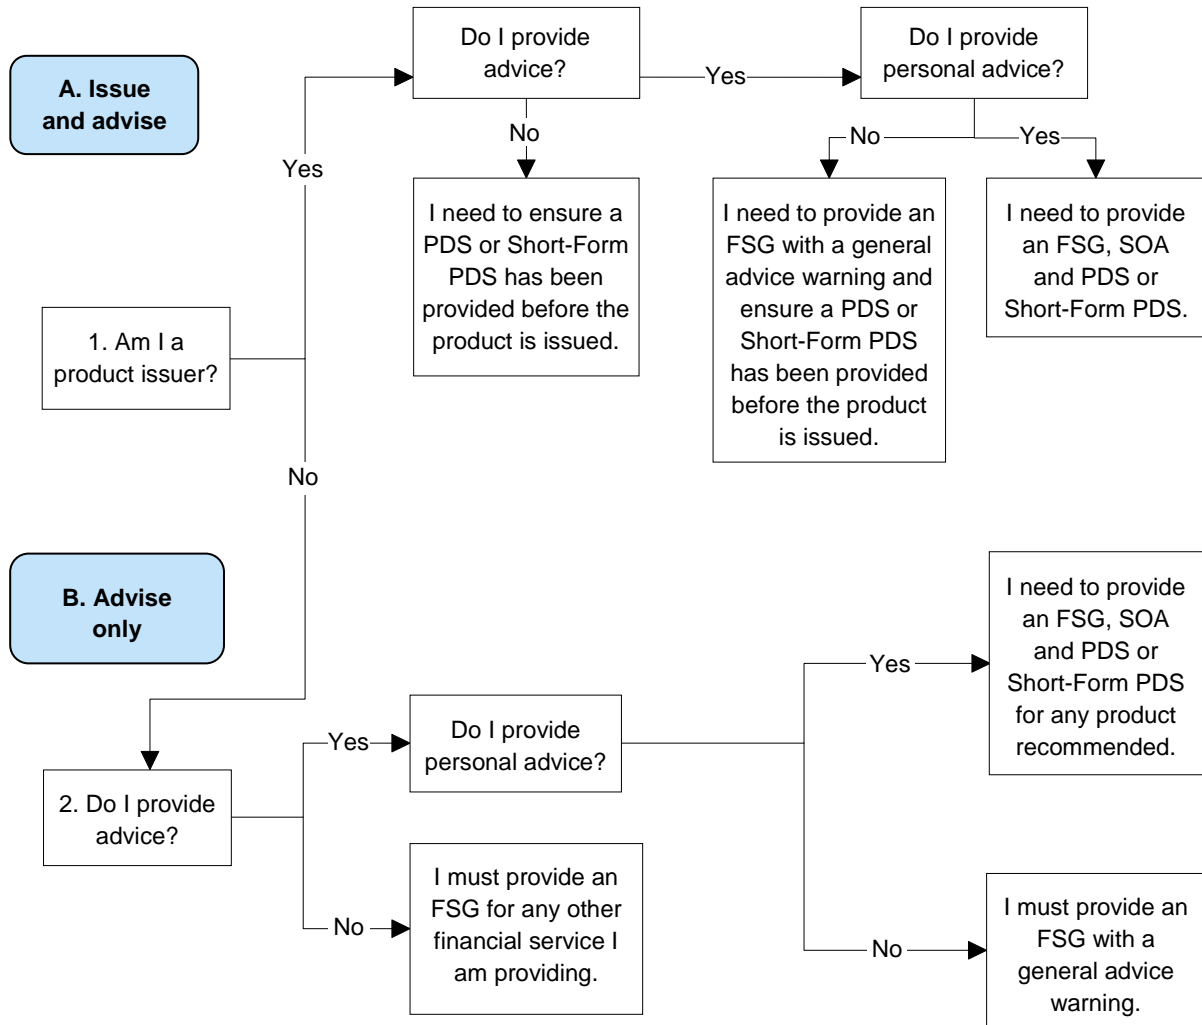 A. Issue
and advise
Do I provide
advice?
Yes
Do I provide
personal advice?
Yes
No
No
Yes
I need to ensure a
PDS or Short-Form
PDS has been
provided before the
product is issued.
I need to provide an
FSG with a general
advice warning and
ensure a PDS or
Short-Form PDS
has been provided
before the product
is issued.
I need to provide
an FSG, SOA
and PDS or
Short-Form PDS.
1. Am I a
product issuer?
No
B. Advise
only
2. Do I provide
advice?
Yes
Do I provide
personal advice?
Yes
I need to provide
an FSG, SOA
and PDS or
Short-Form PDS
for any product
recommended.
No
I must provide an
FSG for any other
financial service I
am providing.
No
I must provide an
FSG with a
general advice
warning.